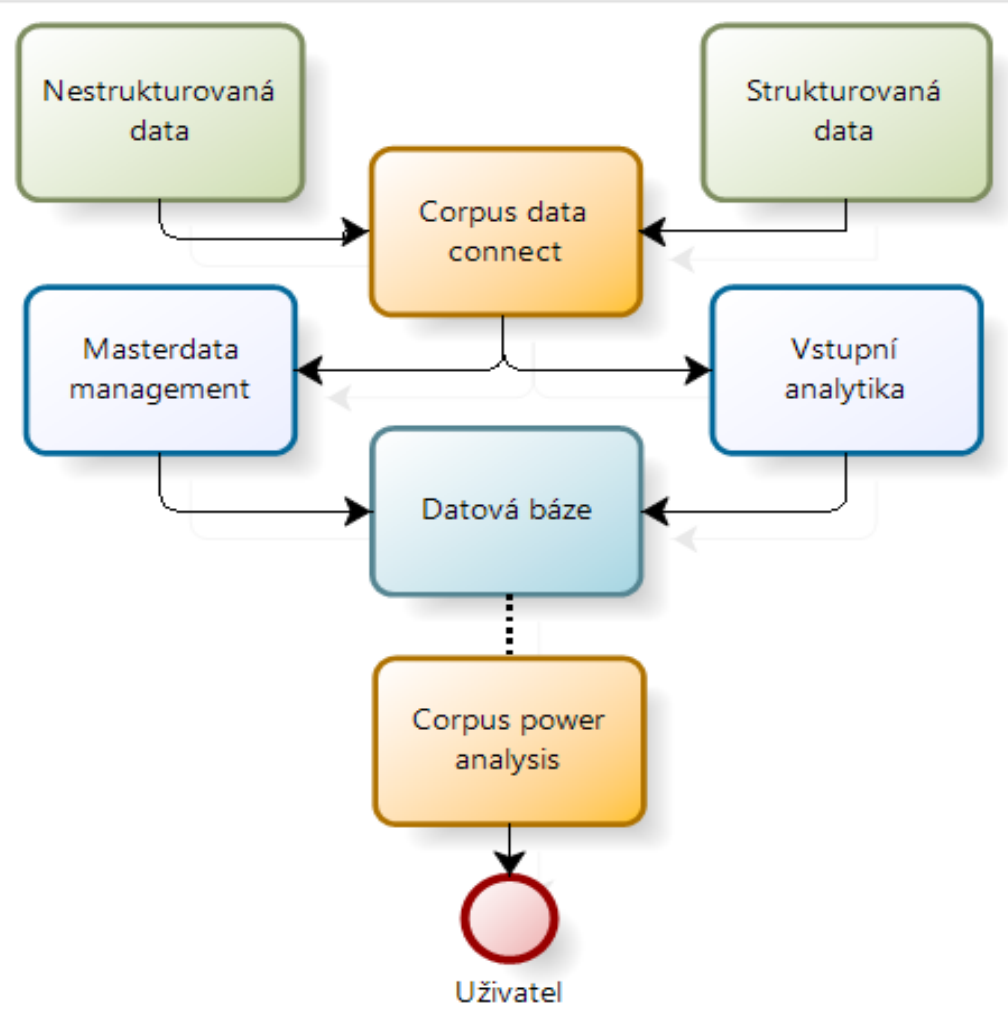 Nestrukturovaná
data
Strukturovaná
data
Corpus data
connect
Masterdata
management
Vstupní
analytika
Datová báze
Corpus power
analysis
Uživatel